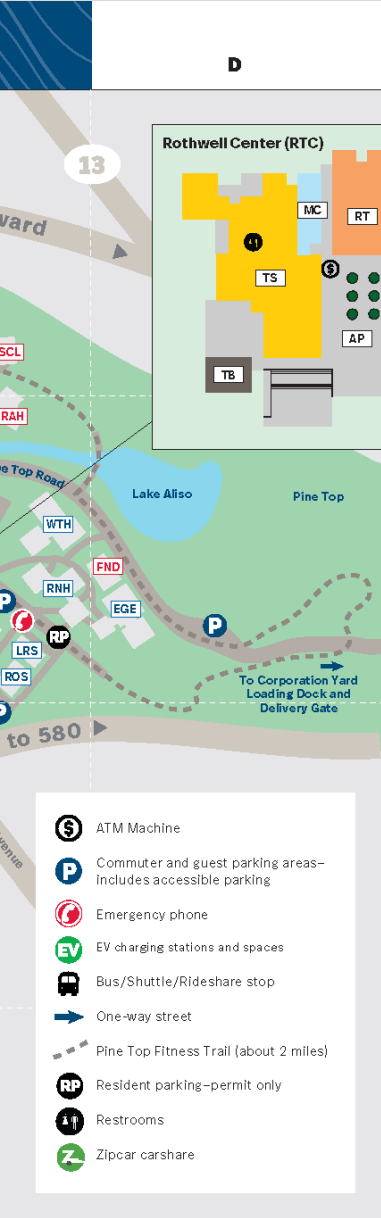 D
13
Rothwell Center (RTC)
MC
RT
TS
$
AP
TB
ward
SCL
RAH
e Top Road
Lake Aliso
Pine Top
WTH
FND
RNH
EGE
P
P
RP
LRS
ROS
P
To Corporation Yard
Loading Dock and
Delivery Gate
to 580
venue
$ ATM Machine
P Commuter and guest parking areas–
includes accessible parking
Emergency phone
EV EV charging stations and spaces
Bus/Shuttle/Rideshare stop
One-way street
Pine Top Fitness Trail (about 2 miles)
RP Resident parking–permit only
Restrooms
Z Zipcar carshare